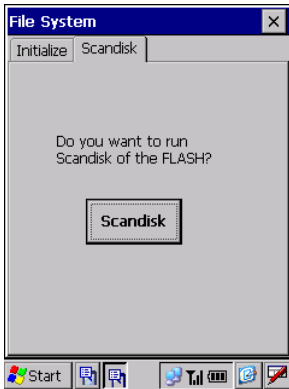 File System
Initialize Scandisk
Do you want to run
Scandisk of the FLASH?
Scandisk
Start